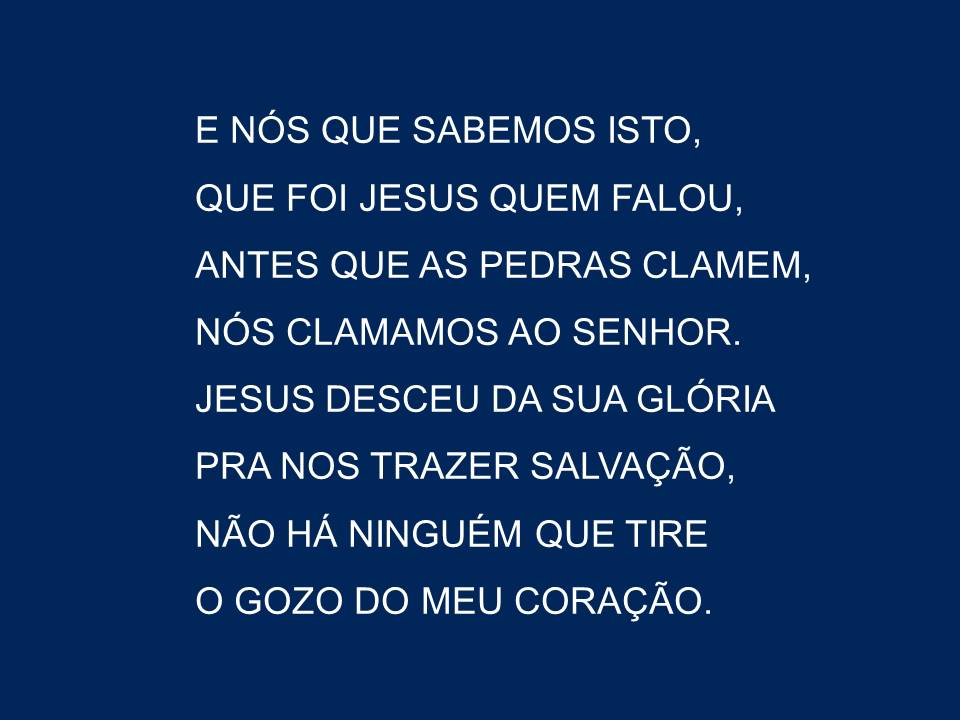 E NÓS QUE SABEMOS ISTO,
QUE FOI JESUS QUEM FALOU,
ANTES QUE AS PEDRAS CLAMEM,
NÓS CLAMAMOS AO SENHOR.
JESUS DESCEU DA SUA GLÓRIA
PRA NOS TRAZER SALVAÇÃO,
NÃO HÁ NINGUÉM QUE TIRE
O GOZO DO MEU CORAÇÃO.